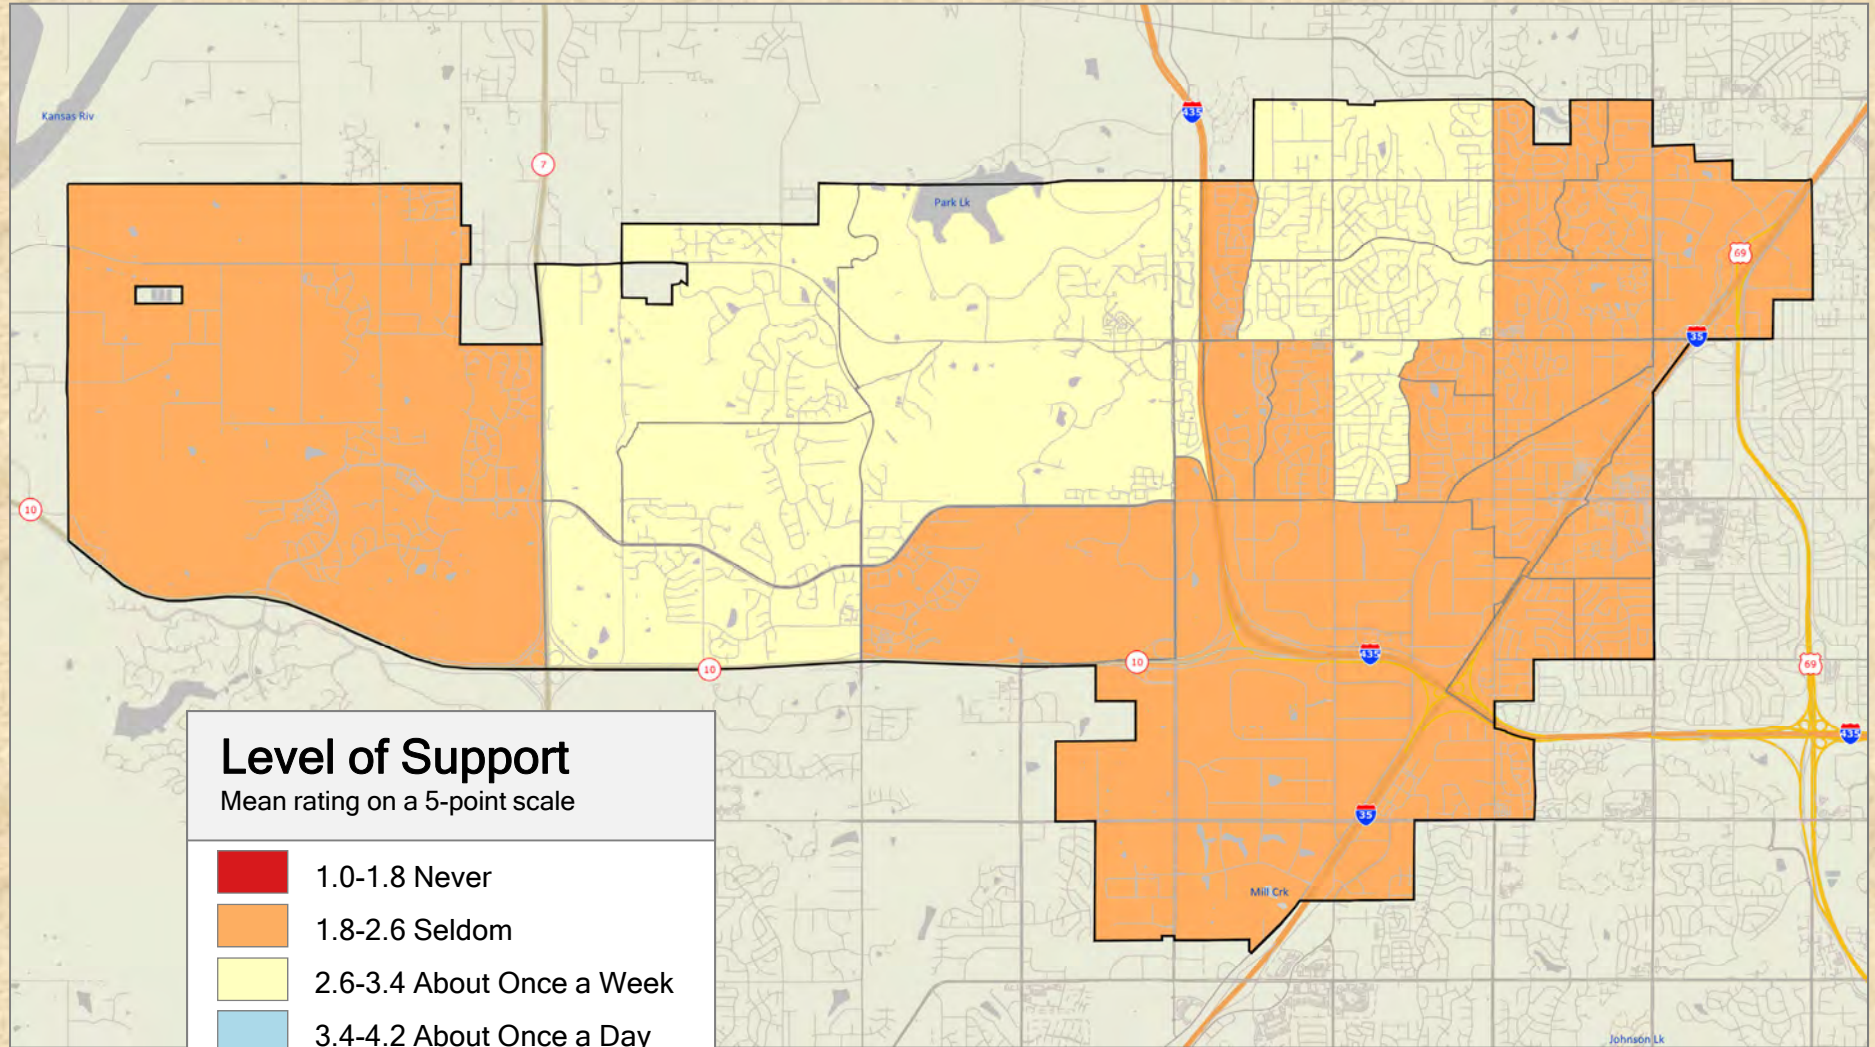 Kansas Riv
435
7
Park Lk
69
35
10
10
10
435
69
435
35
Mill Crk
Johnson Lk
Level of Support
Mean rating on a 5-point scale
1.0-1.8 Never
1.8-2.6 Seldom
2.6-3.4 About Once a Week
3.4-4.2 About Once a Day